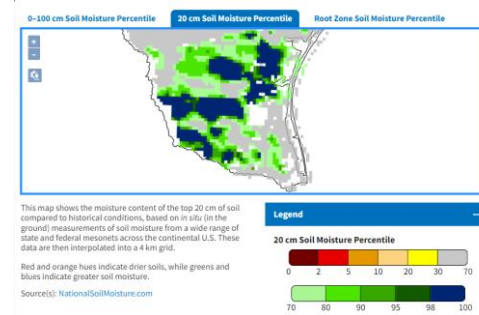 0–100 cm Soil Moisture Percentile 20 cm Soil Moisture Percentile Root Zone Soil Moisture Percentile
+
−
This map shows the moisture content of the top 20 cm of soil
compared to historical conditions, based on in situ (in the
ground) measurements of soil moisture from a wide range of
state and federal mesonets across the continental U.S. These
data are then interpolated into a 4 km grid.
Red and orange hues indicate drier soils, while greens and
blues indicate greater soil moisture.
Source(s): NationalSoilMoisture.com
Legend −
20 cm Soil Moisture Percentile
0 2 5 10 20 30 70
70 80 90 95 98 100